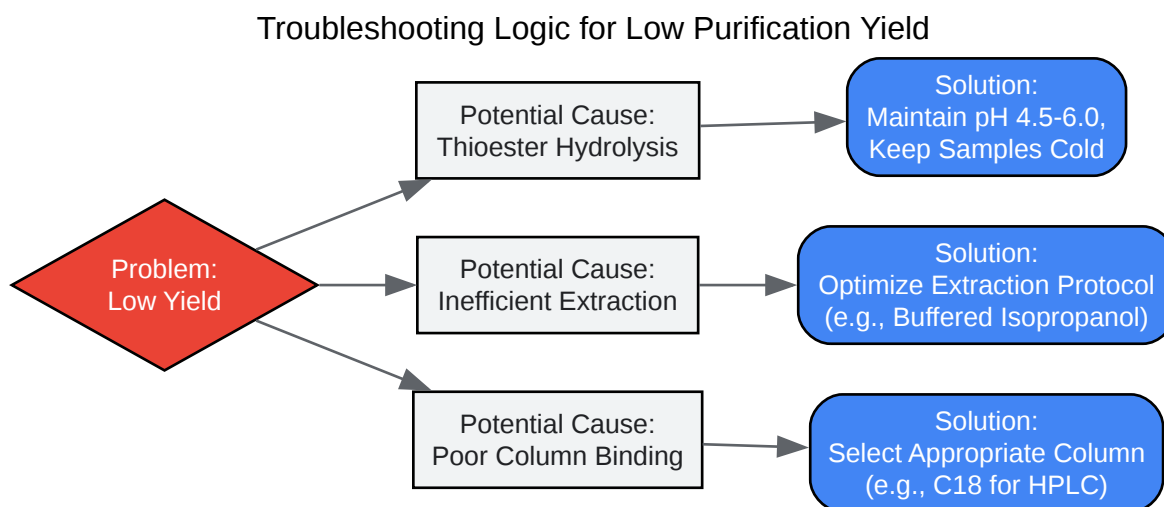 Troubleshooting Logic for Low Purification Yield
Problem:
Low Yield
Potential Cause:
Thioester Hydrolysis
Solution:
Maintain pH 4.5-6.0,
Keep Samples Cold
Potential Cause:
Inefficient Extraction
Solution:
Optimize Extraction Protocol
(e.g., Buffered Isopropanol)
Potential Cause:
Poor Column Binding
Solution:
Select Appropriate Column
(e.g., C18 for HPLC)